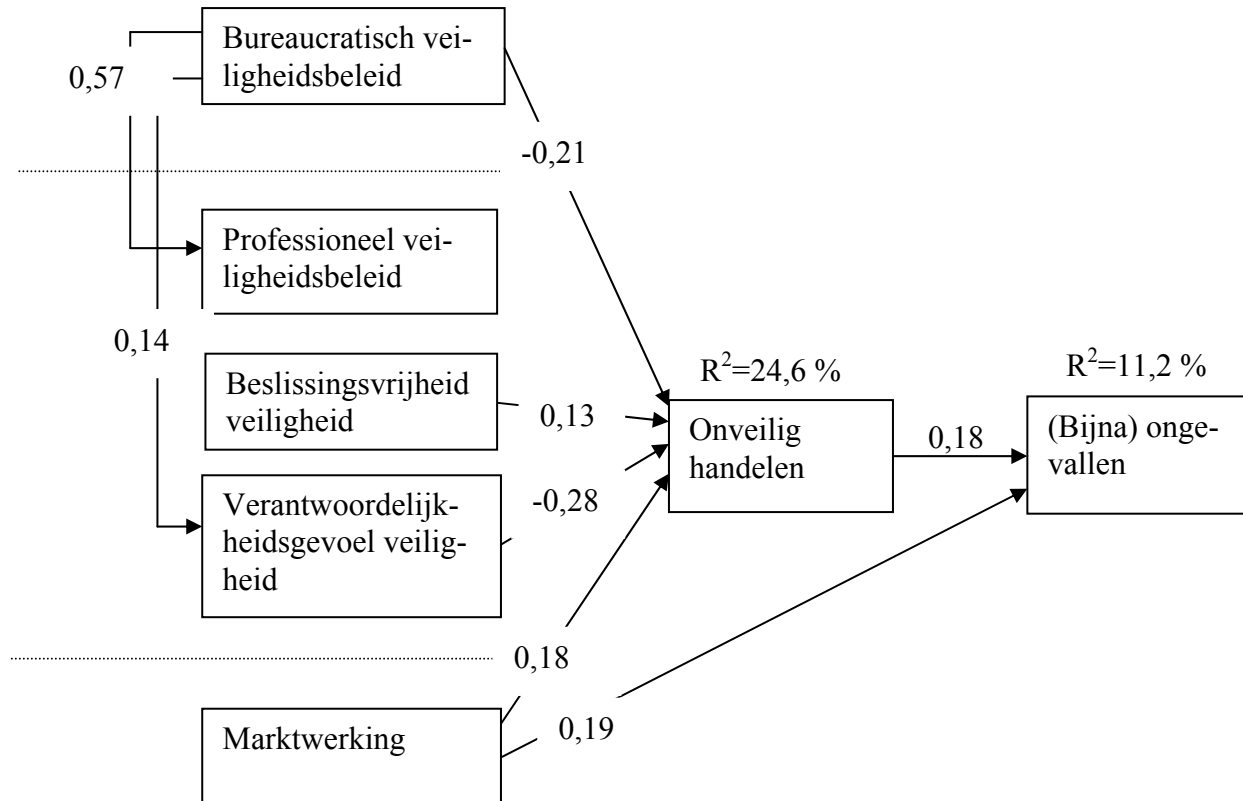 Bureaucratisch vei-
ligheidsbeleid
0,57
-0,21
Professioneel vei-
ligheidsbeleid
0,14
Beslissingsvrijheid
veiligheid
0,13
R²=24,6 %
R²=11,2 %
Onveilig
handelen
0,18
(Bijna) onge-
vallen
Verantwoordelijk-
heidsgevoel veilig-
heid
-0,28
0,18
Marktwerking
0,19